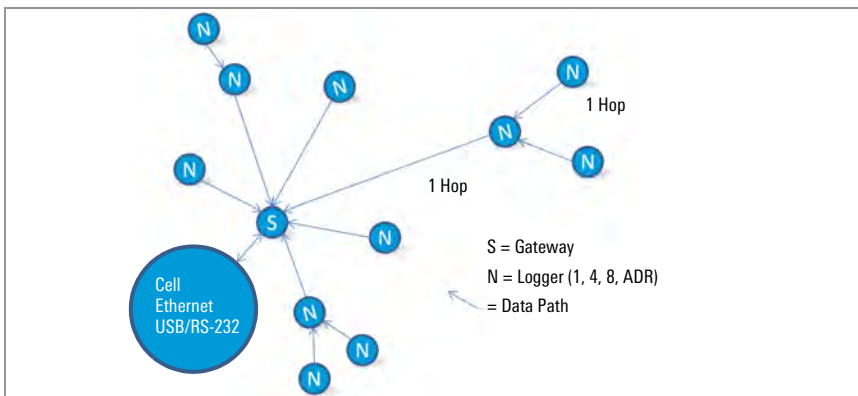 N
N
N
N
1 Hop
N
N
N
1 Hop
S
N
S = Gateway
N = Logger (1, 4, 8, ADR)
= Data Path
Cell
Ethernet
USB/RS-232
N
N
N